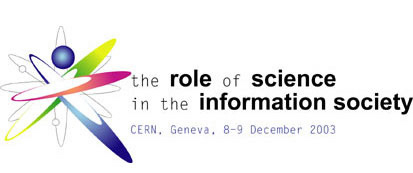 the role of science
in the information society
CERN, Geneva, 8-9 December 2003